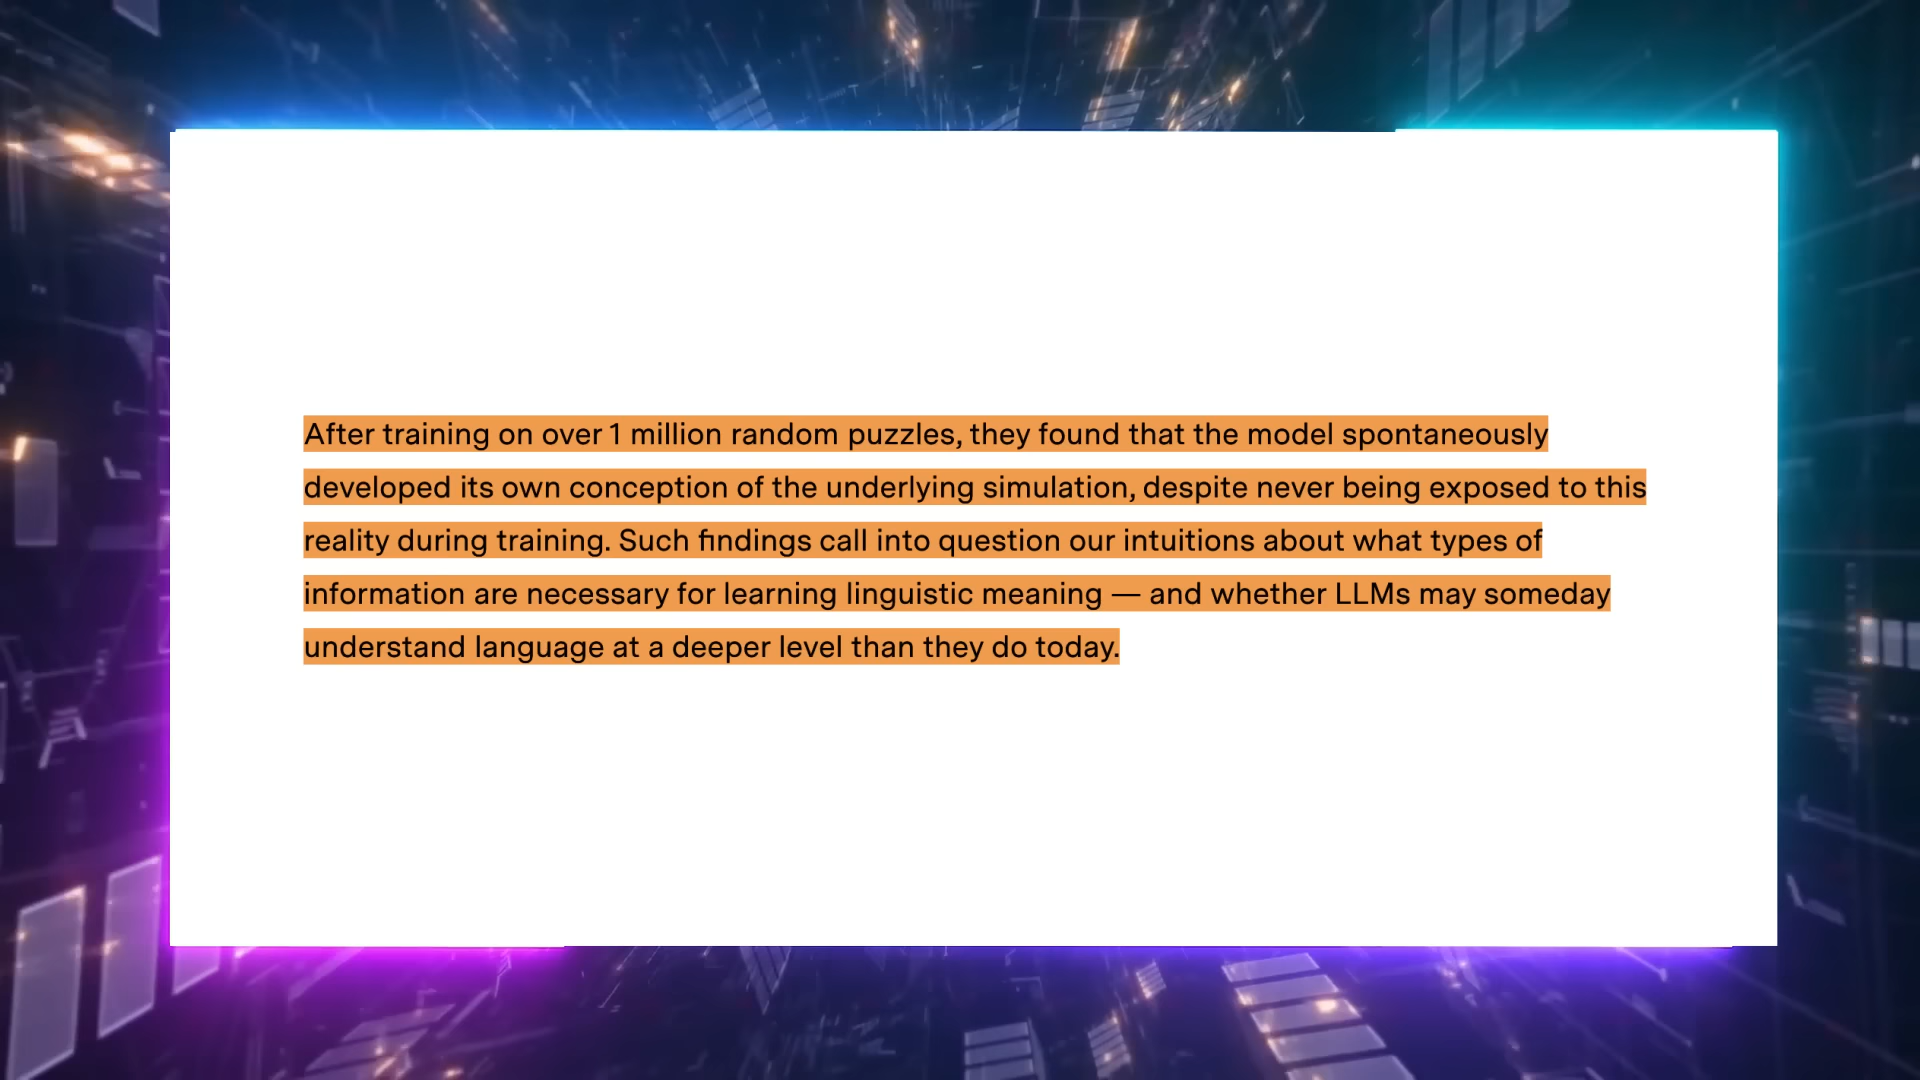 After training on over 1 million random puzzles, they found that the model spontaneously
developed its own conception of the underlying simulation, despite never being exposed to this
reality during training. Such findings call into question our intuitions about what types of
information are necessary for learning linguistic meaning — and whether LLMs may someday
understand language at a deeper level than they do today.